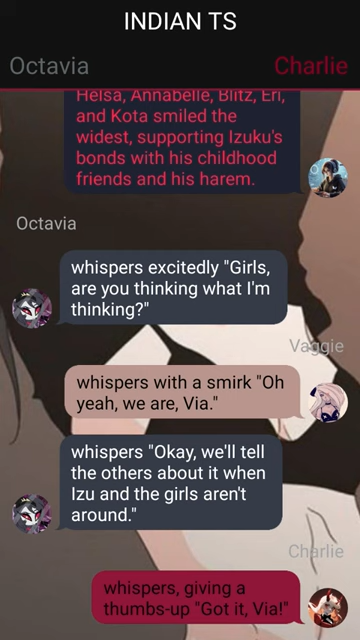 INDIAN TS
Octavia
Charlie
Helsa, Annabelle, Blitz, Eri,
and Kota smiled the
widest, supporting Izuku's
bonds with his childhood
friends and his harem.
Octavia
whispers excitedly "Girls,
are you thinking what I'm
thinking?"
Vaggie
whispers with a smirk "Oh
yeah, we are, Via."
whispers "Okay, we'll tell
the others about it when
Izu and the girls aren't
around."
Charlie
whispers, giving a
thumbs-up "Got it, Via!"